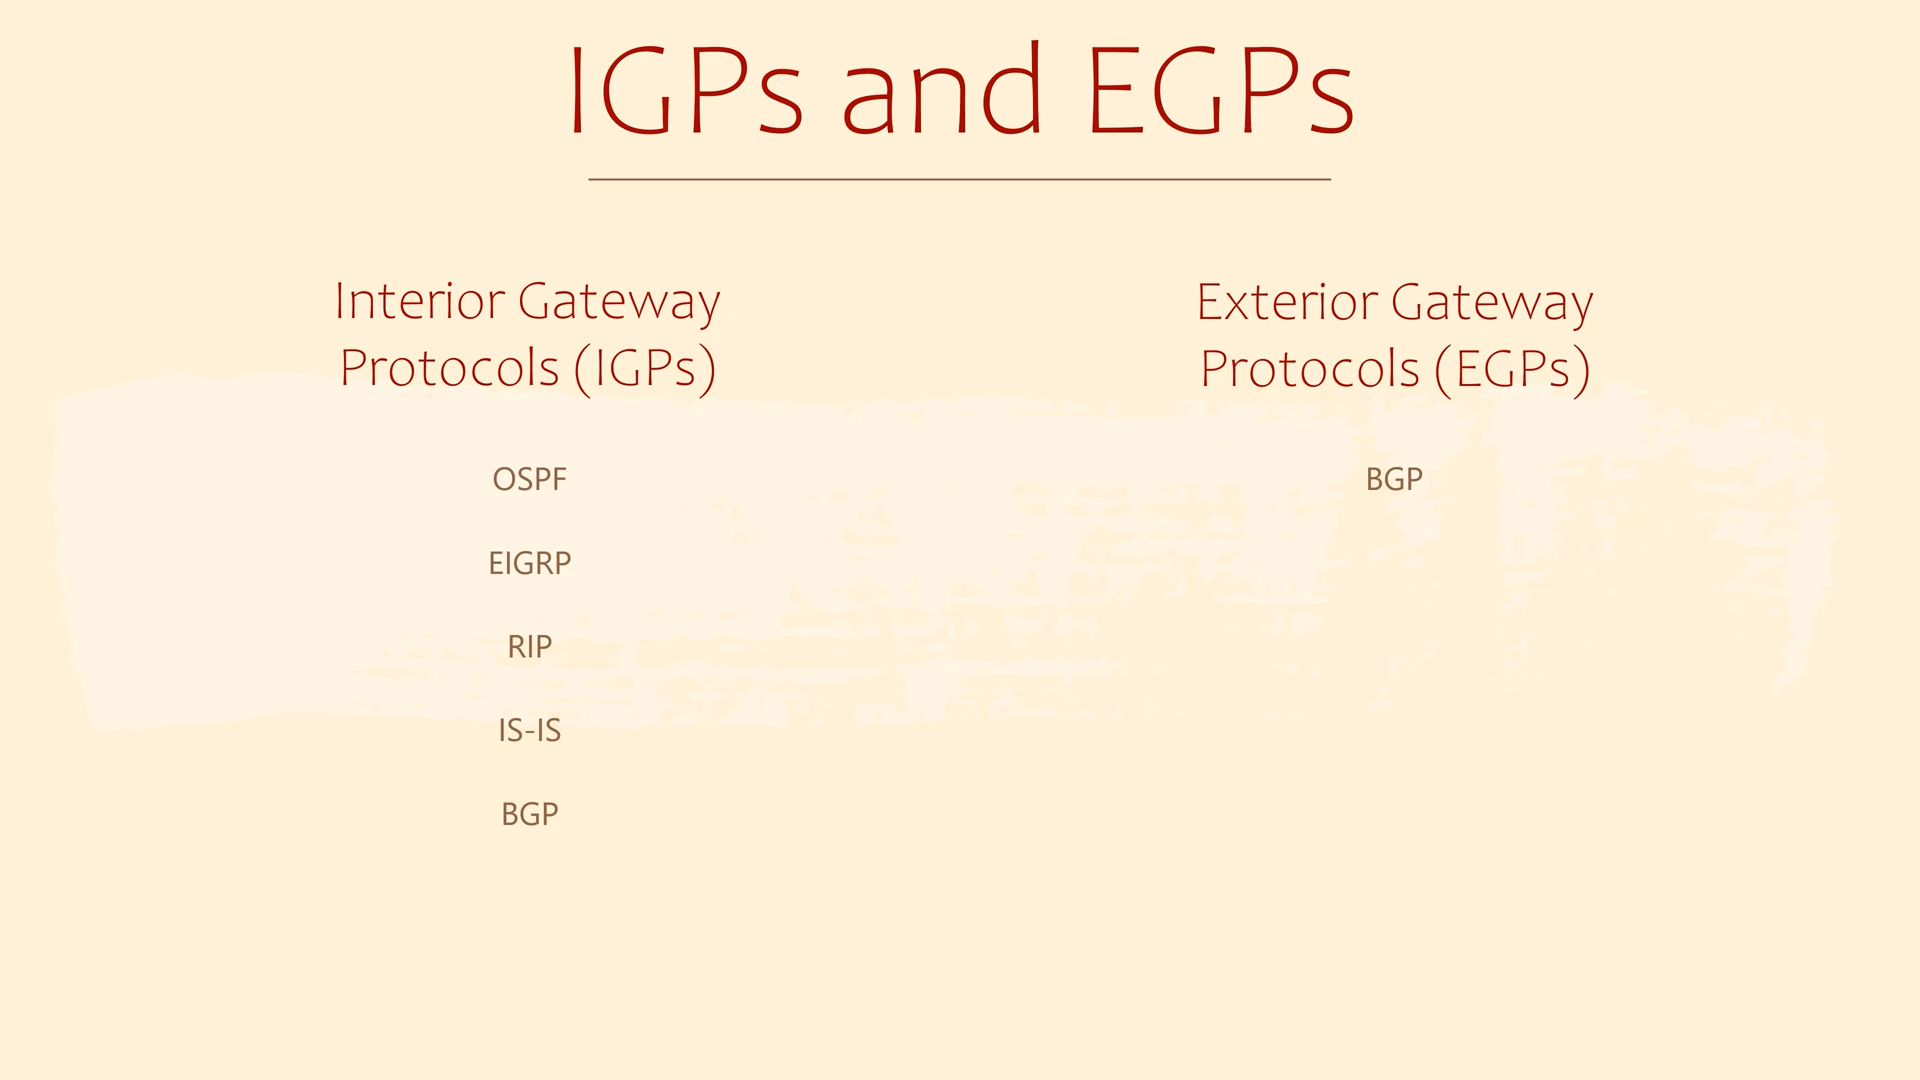 IGPs and EGPs
Interior Gateway
Protocols (IGPs)
OSPF
EIGRP
RIP
IS-IS
BGP
Exterior Gateway
Protocols (EGPs)
BGP